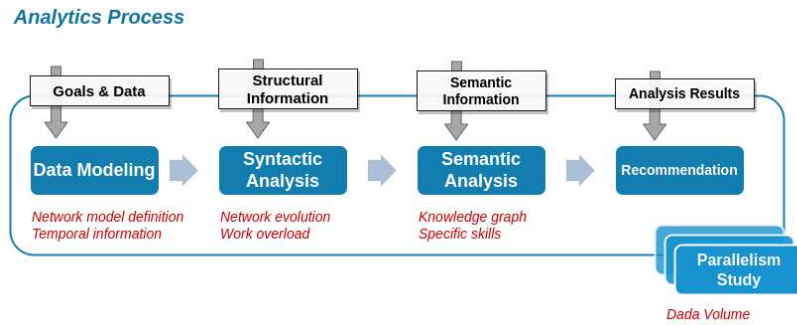 Analytics Process
Goals & Data
Structural
Information
Semantic
Information
Analysis Results
Data Modeling
Syntactic
Analysis
Semantic
Analysis
Recommendation
Network model definition
Temporal information
Network evolution
Work overload
Knowledge graph
Specific skills
Parallelism
Study
Dada Volume